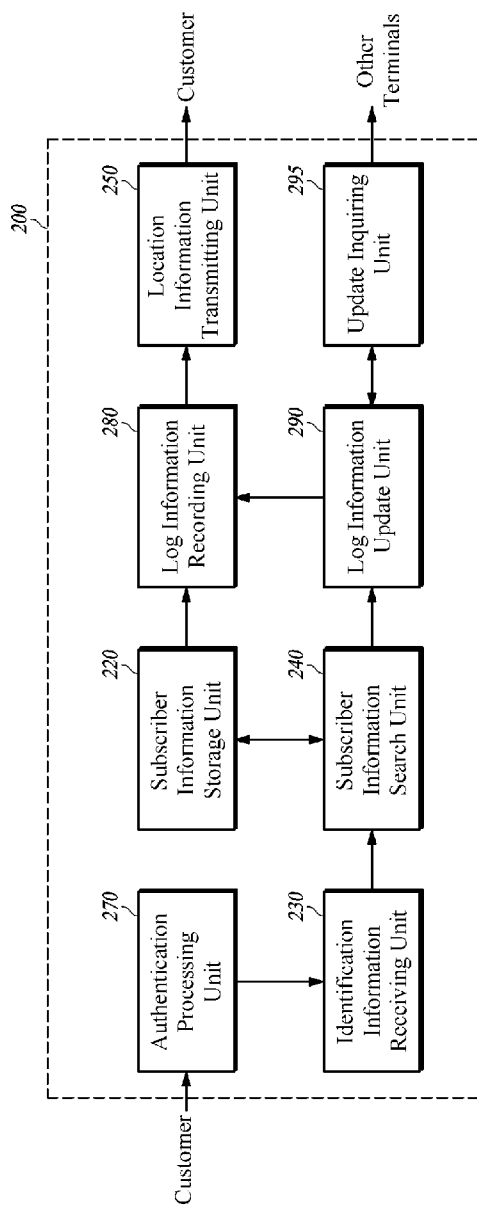 200
Customer
270
Authentication
Processing
Unit
220
Subscriber
Information
Storage Unit
280
Log Information
Recording Unit
250
Location
Information
Transmitting Unit
Customer
230
Identification
Information
Receiving Unit
240
Subscriber
Information
Search Unit
290
Log Information
Update Unit
295
Update Inquiring
Unit
Other
Terminals